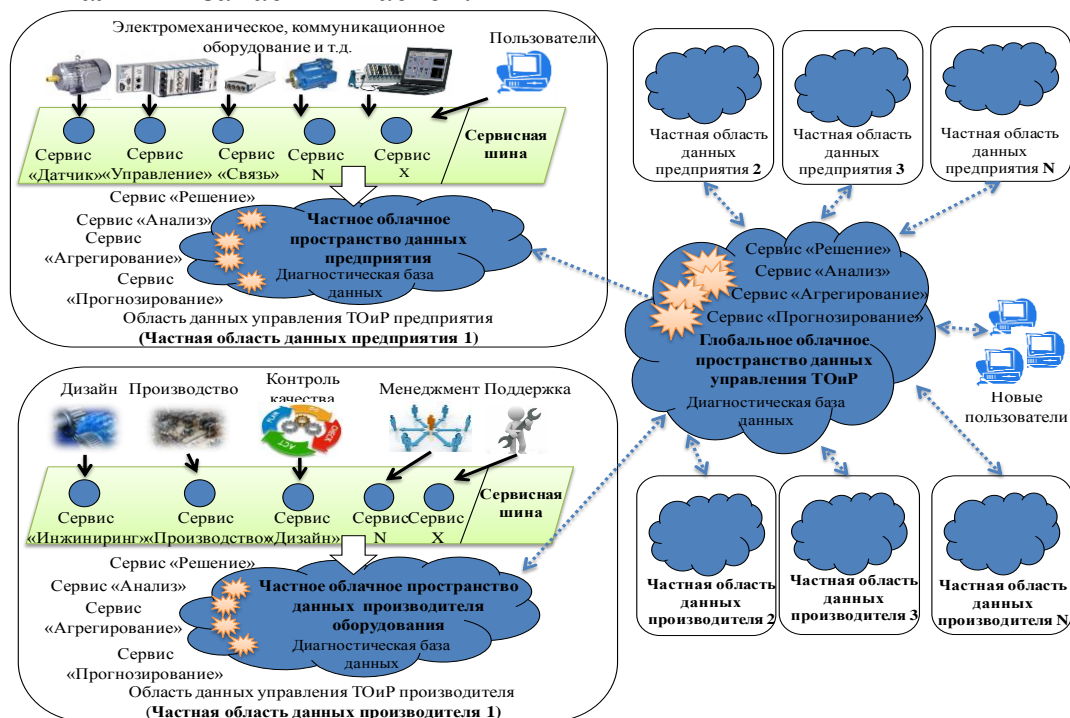 Электромеханическое, коммуникационное
оборудование и т.д.
Пользователи
Сервисная
шина
Сервис
«Датчик»
Сервис
«Управление»
Сервис
«Связь»
Сервис
N
Сервис
X
Сервис «Решение»
Сервис «Анализ»
Сервис
«Агрегирование»
Сервис
«Прогнозирование»
Частное облачное
пространство данных
предприятия
Диагностическая база
данных
Область данных управления ТОиР предприятия
(Частная область данных предприятия 1)
Дизайн
Производство
Контроль
качества
Менеджмент
Поддержка
PLAN
DO
CHECK
ACT
Сервисная
шина
Сервис
«Инжиниринг»
Сервис
«Производство»
Сервис
«Дизайн»
Сервис
N
Сервис
X
Сервис «Решение»
Сервис «Анализ»
Сервис
«Агрегирование»
Сервис
«Прогнозирование»
Частное облачное пространство
данных производителя
оборудования
Диагностическая база
данных
Область данных управления ТОиР производителя
(Частная область данных производителя 1)
Частная область
данных
предприятия 2
Частная область
данных
предприятия 3
Частная область
данных
предприятия N
Сервис «Решение»
Сервис «Анализ»
Сервис «Агрегирование»
Сервис «Прогнозирование»
Глобальное облачное
пространство данных
управления ТОиР
Диагностическая база
данных
Новые
пользователи
Частная область
данных
производителя 2
Частная область
данных
производителя 3
Частная область
данных
производителя N